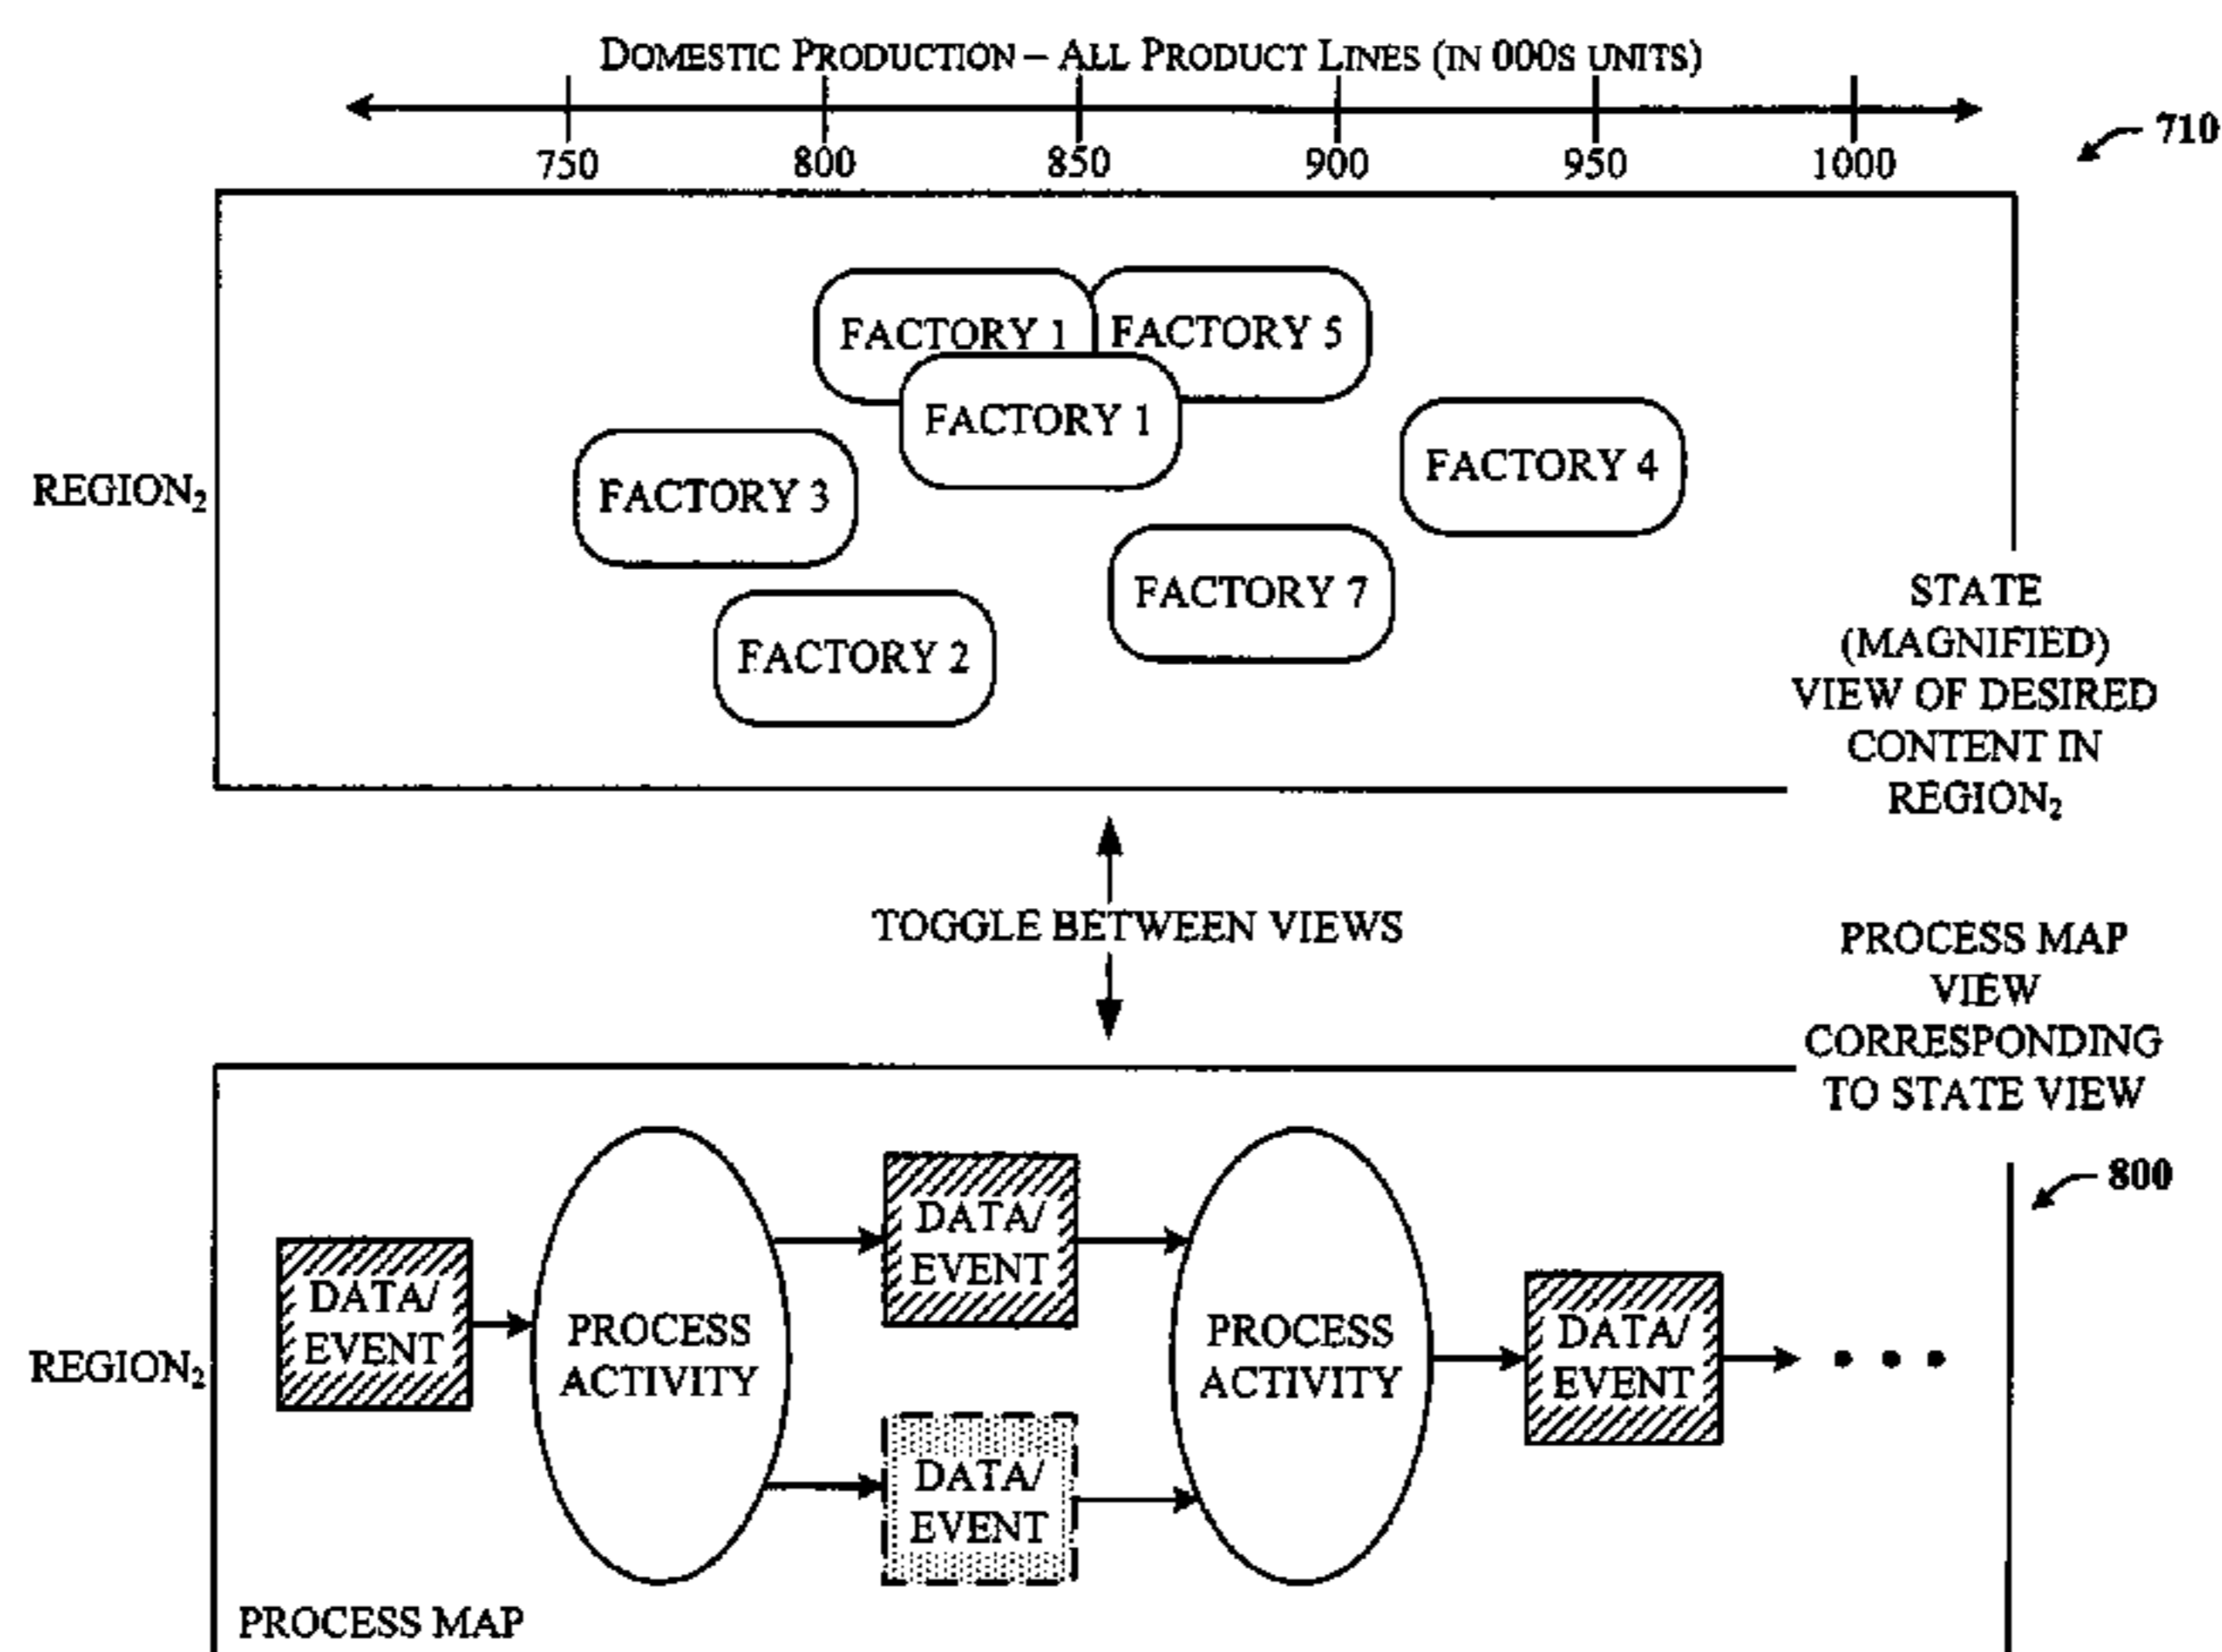 DOMESTIC PRODUCTION – ALL PRODUCT LINES (IN 000S UNITS)
750 800 850 900 950 1000
710
FACTORY 1
FACTORY 5
FACTORY 1
FACTORY 4
FACTORY 3
REGION₂
FACTORY 7
FACTORY 2
STATE
(MAGNIFIED)
VIEW OF DESIRED
CONTENT IN
REGION₂
TOGGLE BETWEEN VIEWS
PROCESS MAP
VIEW
CORRESPONDING
TO STATE VIEW
800
REGION₂
DATA/
EVENT
PROCESS
ACTIVITY
DATA/
EVENT
DATA/
EVENT
PROCESS
ACTIVITY
DATA/
EVENT
• • •
PROCESS MAP